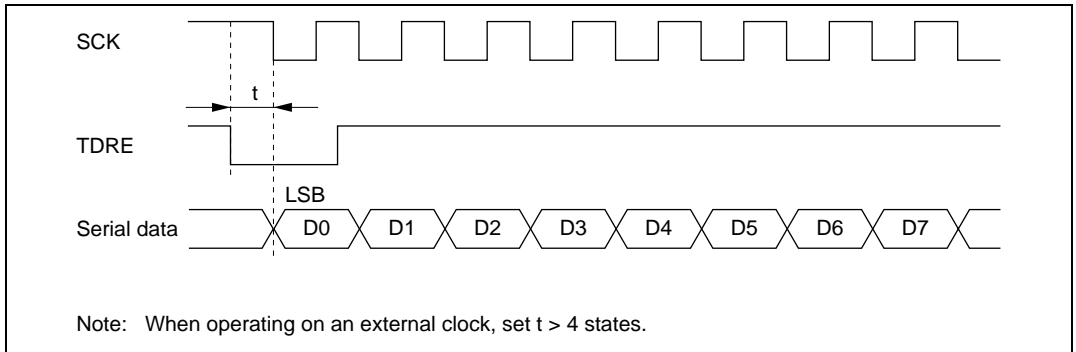 SCK
t
TDRE
LSB
Serial data D0 D1 D2 D3 D4 D5 D6 D7
Note: When operating on an external clock, set t > 4 states.